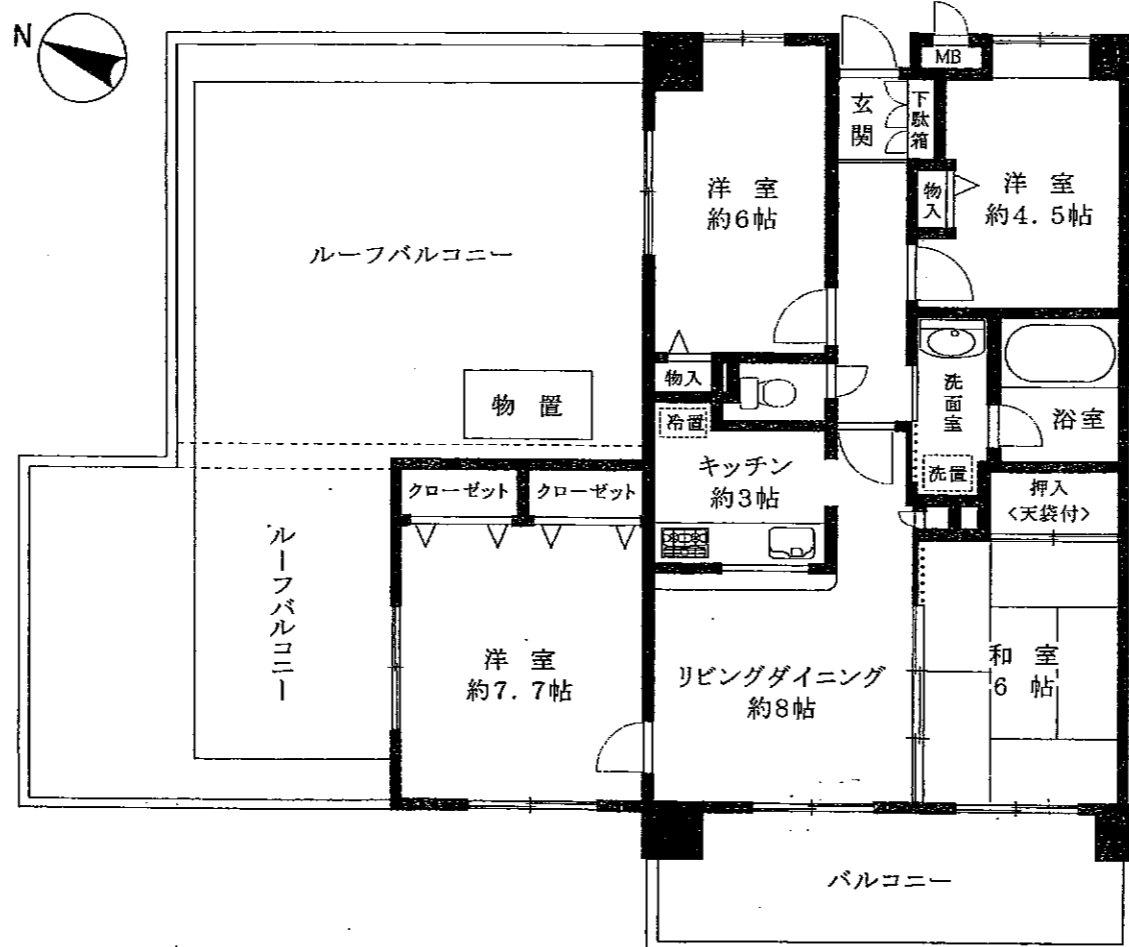 N
MB
玄関
下駄箱
洋室
約6帖
物入
洋室
約4.5帖
ルーフバルコニー
物置
物入
冷置
キッチン
約3帖
洗面室
洗置
浴室
押入
<天袋付>
クローゼット
クローゼット
ルーフバルコニー
洋室
約7.7帖
リビングダイニング
約8帖
和室
6帖
バルコニー